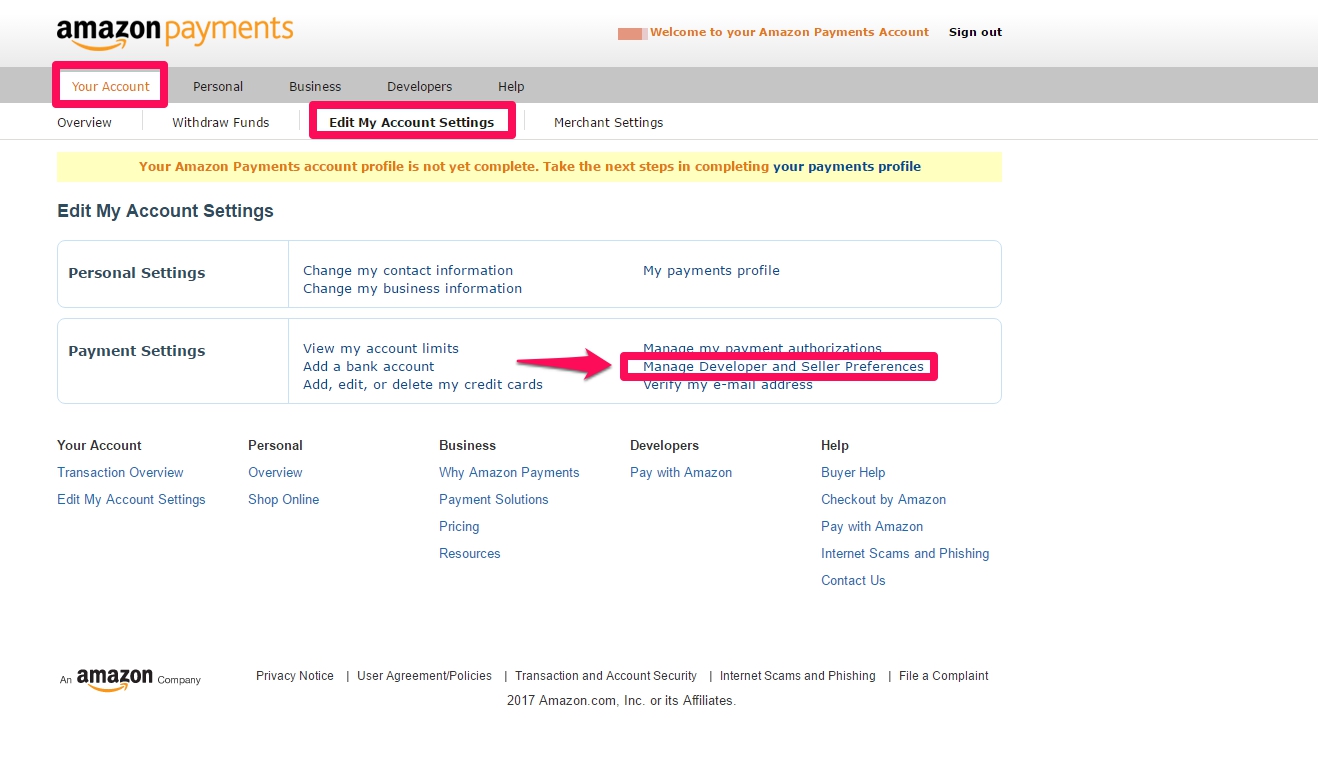 amazon payments
Welcome to your Amazon Payments Account Sign out
Your Account Personal Business Developers Help
Overview Withdraw Funds Edit My Account Settings Merchant Settings
Your Amazon Payments account profile is not yet complete. Take the next steps in completing your payments profile
Edit My Account Settings
Personal Settings
Change my contact information
Change my business information
My payments profile
Payment Settings
View my account limits
Add a bank account
Add, edit, or delete my credit cards
Manage my payment authorizations
Manage Developer and Seller Preferences
Verify my e-mail address
Your Account
Transaction Overview
Edit My Account Settings
Personal
Overview
Shop Online
Business
Why Amazon Payments
Payment Solutions
Pricing
Resources
Developers
Pay with Amazon
Help
Buyer Help
Checkout by Amazon
Pay with Amazon
Internet Scams and Phishing
Contact Us
An amazon Company
Privacy Notice | User Agreement/Policies | Transaction and Account Security | Internet Scams and Phishing | File a Complaint
2017 Amazon.com, Inc. or its Affiliates.